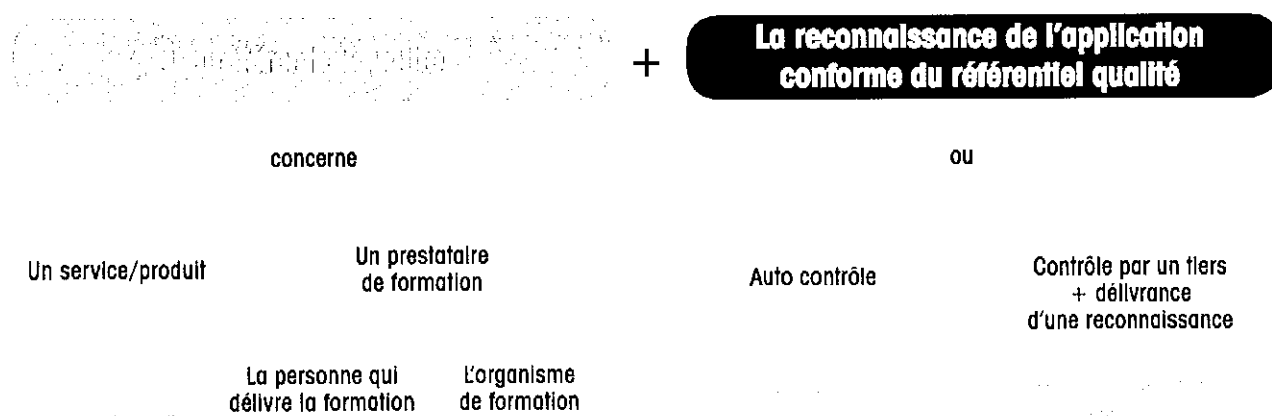 +
La reconnaissance de l'application
conforme du référentiel qualité
concerne
ou
Un service/produit
Un prestataire
de formation
Auto contrôle
Contrôle par un tiers
+ délivrance
d'une reconnaissance
La personne qui
délivre la formation
L'organisme
de formation